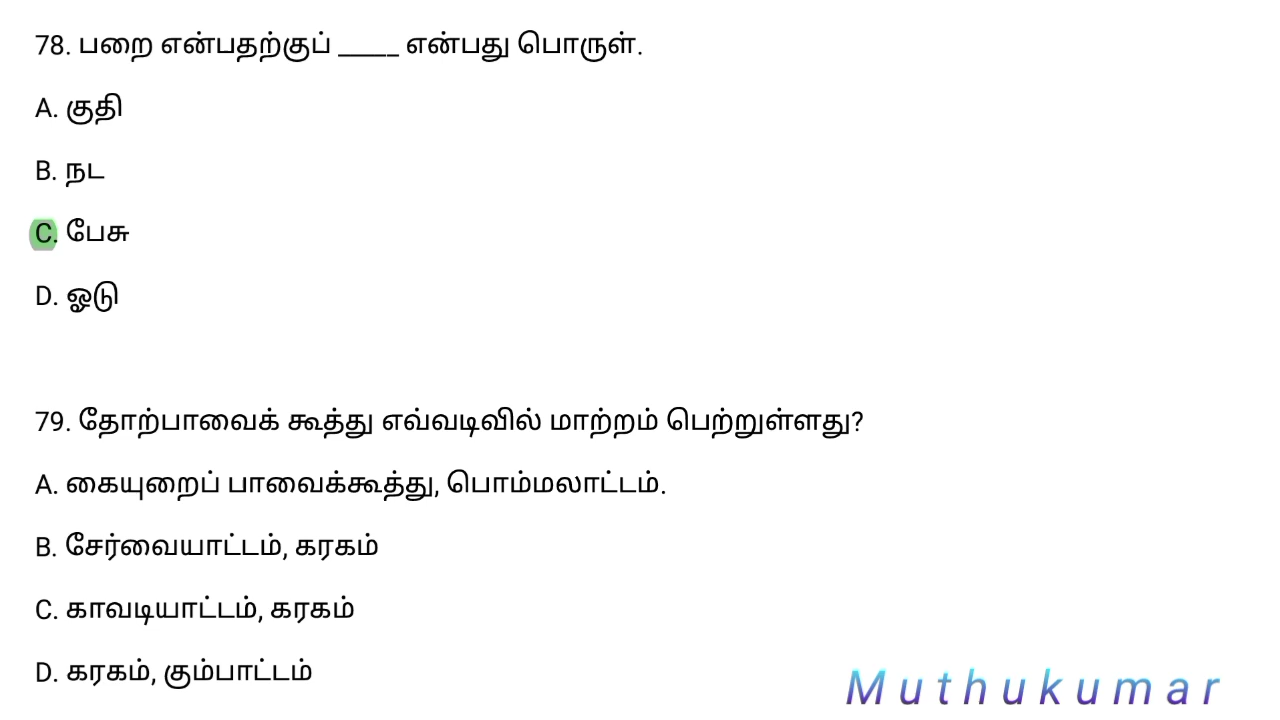 78. பறை என்பதற்குப் _____ என்பது பொருள்.
A. குதி
B. நட
C. பேசு
D. ஓடு
79. தோற்பாவைக் கூத்து எவ்வடிவில் மாற்றம் பெற்றுள்ளது?
A. கையுறைப் பாவைக்கூத்து, பொம்மலாட்டம்.
B. சேர்வையாட்டம், கரகம்
C. காவடியாட்டம், கரகம்
D. கரகம், கும்பாட்டம்
Muthukumar